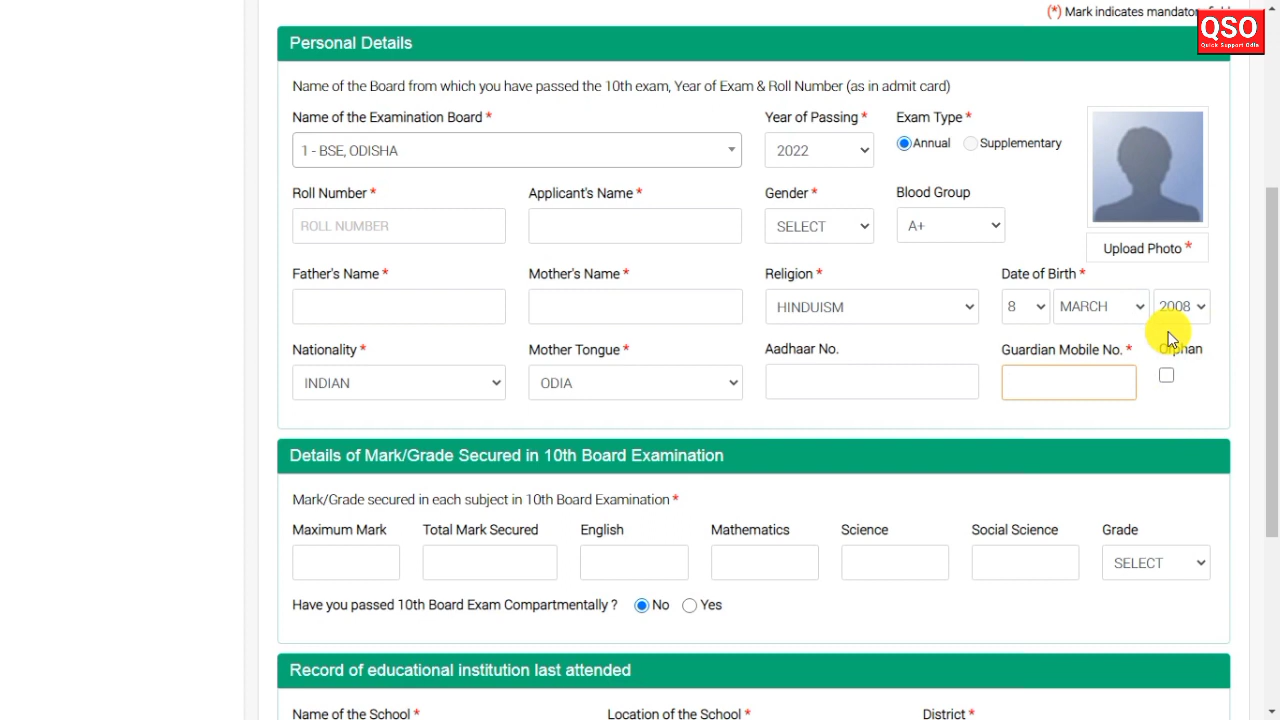 (*) Mark indicates mandatory
QSO
Quick Support Odia
Personal Details
Name of the Board from which you have passed the 10th exam, Year of Exam & Roll Number (as in admit card)
Name of the Examination Board * Year of Passing * Exam Type *
1 - BSE, ODISHA 2022 Annual Supplementary
Roll Number * Applicant's Name * Gender * Blood Group
ROLL NUMBER SELECT A+
Upload Photo *
Father's Name * Mother's Name * Religion * Date of Birth *
HINDUISM 8 MARCH 2008
Nationality * Mother Tongue * Aadhaar No. Guardian Mobile No. * Orphan
INDIAN ODIA
Details of Mark/Grade Secured in 10th Board Examination
Mark/Grade secured in each subject in 10th Board Examination *
Maximum Mark Total Mark Secured English Mathematics Science Social Science Grade
SELECT
Have you passed 10th Board Exam Compartmentally ? No Yes
Record of educational institution last attended
Name of the School * Location of the School * District *